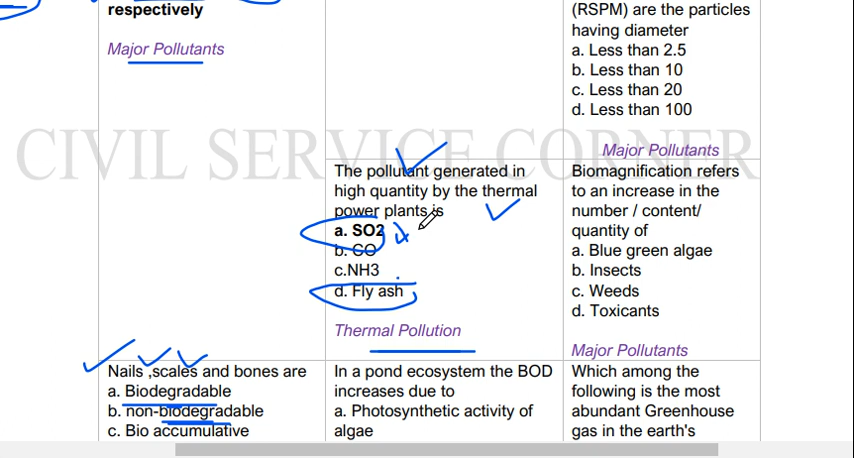 respectively
Major Pollutants
(RSPM) are the particles
having diameter
a. Less than 2.5
b. Less than 10
c. Less than 20
d. Less than 100
Major Pollutants
CIVIL SERVICE CORNER
The pollutant generated in
high quantity by the thermal
power plants is
a. SO2
b. CO
c.NH3
d. Fly ash
Thermal Pollution
Biomagnification refers
to an increase in the
number / content/
quantity of
a. Blue green algae
b. Insects
c. Weeds
d. Toxicants
Major Pollutants
Nails ,scales and bones are
a. Biodegradable
b. non-biodegradable
c. Bio accumulative
In a pond ecosystem the BOD
increases due to
a. Photosynthetic activity of
algae
Which among the
following is the most
abundant Greenhouse
gas in the earth's